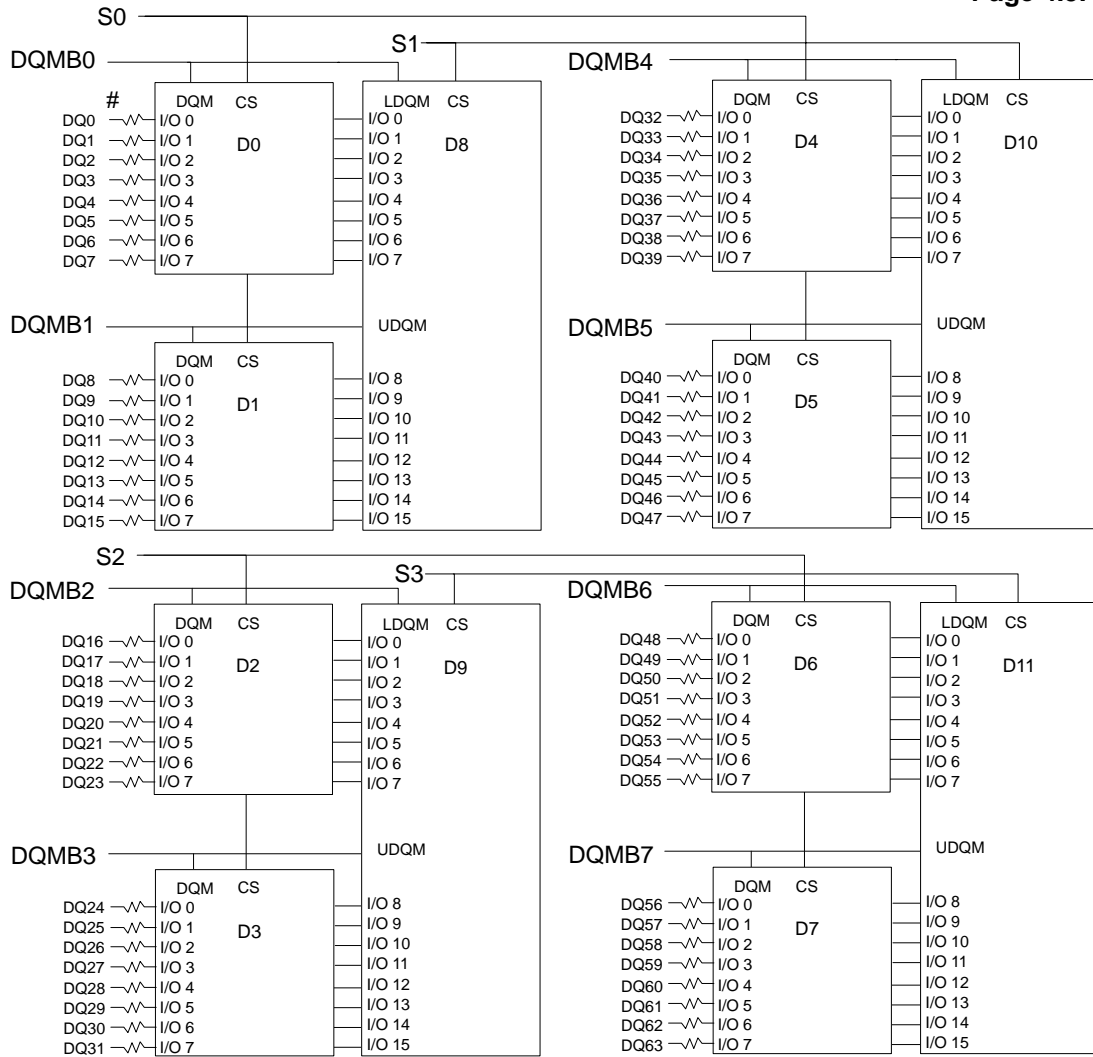 S0
S1
DQMB0
DQMB4
#
DQM CS
LDQM CS
DQM CS
LDQM CS
DQ0 I/O 0 I/O 0 DQ32 I/O 0 I/O 0
DQ1 I/O 1 I/O 1 DQ33 I/O 1 I/O 1
D0 D8 D4 D10
DQ2 I/O 2 I/O 2 DQ34 I/O 2 I/O 2
DQ3 I/O 3 I/O 3 DQ35 I/O 3 I/O 3
DQ4 I/O 4 I/O 4 DQ36 I/O 4 I/O 4
DQ5 I/O 5 I/O 5 DQ37 I/O 5 I/O 5
DQ6 I/O 6 I/O 6 DQ38 I/O 6 I/O 6
DQ7 I/O 7 I/O 7 DQ39 I/O 7 I/O 7
DQMB1 UDQM DQMB5 UDQM
DQM CS DQM CS
DQ8 I/O 0 I/O 8 DQ40 I/O 0 I/O 8
DQ9 I/O 1 I/O 9 DQ41 I/O 1 I/O 9
D1 D5
DQ10 I/O 2 I/O 10 DQ42 I/O 2 I/O 10
DQ11 I/O 3 I/O 11 DQ43 I/O 3 I/O 11
DQ12 I/O 4 I/O 12 DQ44 I/O 4 I/O 12
DQ13 I/O 5 I/O 13 DQ45 I/O 5 I/O 13
DQ14 I/O 6 I/O 14 DQ46 I/O 6 I/O 14
DQ15 I/O 7 I/O 15 DQ47 I/O 7 I/O 15
S2
S3
DQMB2
DQMB6
DQM CS LDQM CS DQM CS LDQM CS
DQ16 I/O 0 I/O 0 DQ48 I/O 0 I/O 0
DQ17 I/O 1 I/O 1 DQ49 I/O 1 I/O 1
D2 D9 D6 D11
DQ18 I/O 2 I/O 2 DQ50 I/O 2 I/O 2
DQ19 I/O 3 I/O 3 DQ51 I/O 3 I/O 3
DQ20 I/O 4 I/O 4 DQ52 I/O 4 I/O 4
DQ21 I/O 5 I/O 5 DQ53 I/O 5 I/O 5
DQ22 I/O 6 I/O 6 DQ54 I/O 6 I/O 6
DQ23 I/O 7 I/O 7 DQ55 I/O 7 I/O 7
DQMB3 UDQM DQMB7 UDQM
DQM CS DQM CS
DQ24 I/O 0 I/O 8 DQ56 I/O 0 I/O 8
DQ25 I/O 1 I/O 9 DQ57 I/O 1 I/O 9
D3 D7
DQ26 I/O 2 I/O 10 DQ58 I/O 2 I/O 10
DQ27 I/O 3 I/O 11 DQ59 I/O 3 I/O 11
DQ28 I/O 4 I/O 12 DQ60 I/O 4 I/O 12
DQ29 I/O 5 I/O 13 DQ61 I/O 5 I/O 13
DQ30 I/O 6 I/O 14 DQ62 I/O 6 I/O 14
DQ31 I/O 7 I/O 15 DQ63 I/O 7 I/O 15